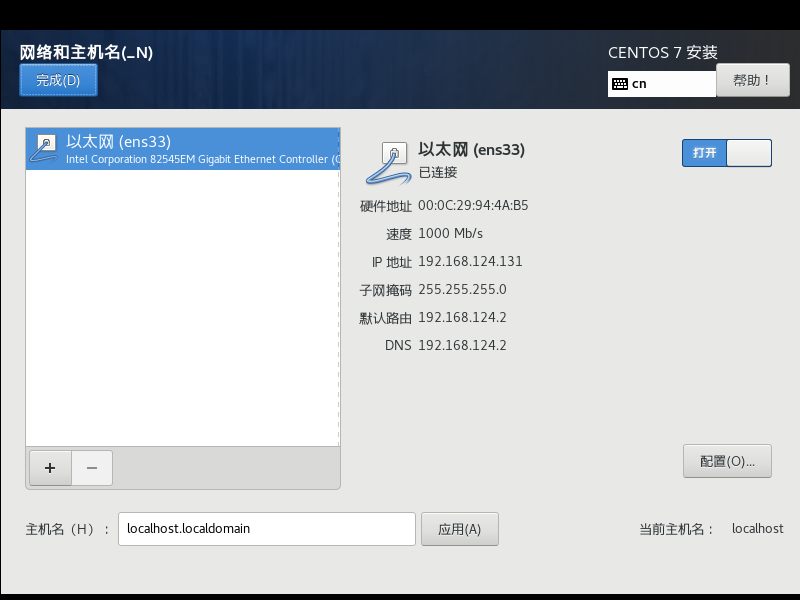 网络和主机名(_N)
CENTOS 7 安装
完成(D)
cn
帮助！
以太网 (ens33)
Intel Corporation 82545EM Gigabit Ethernet Controller (
以太网 (ens33)
已连接
打开
硬件地址 00:0C:29:94:4A:B5
速度 1000 Mb/s
IP 地址 192.168.124.131
子网掩码 255.255.255.0
默认路由 192.168.124.2
DNS 192.168.124.2
+
−
配置(O)...
主机名（H）： localhost.localdomain
应用(A)
当前主机名： localhost